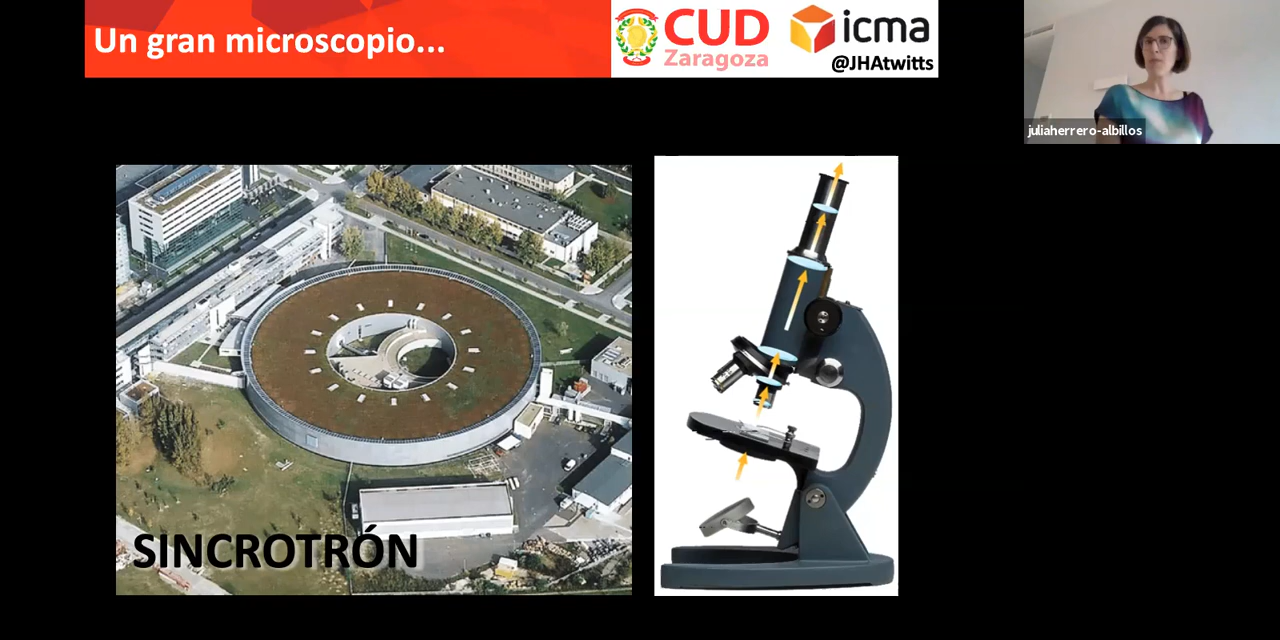 Un gran microscopio...
CUD
Zaragoza
icma
@JHAtwitts
juliaherrero-albillos
SINCROTRÓN